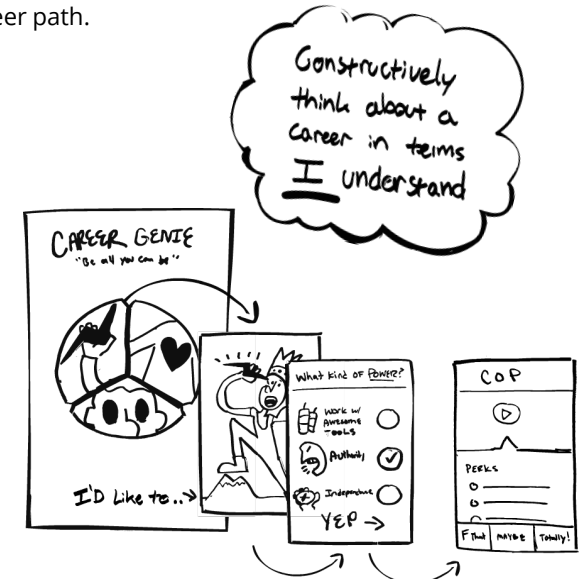 eer path.
Constructively
think about a
career in terms
I understand
CAREER GENIE
"Be all you can be"
I'D Like to..→
What kind of POWER?
Work w/
Awesome
TOOLS
Authority
Independence
YEP →
COP
PERKS
F That
MAYBE
Totally!